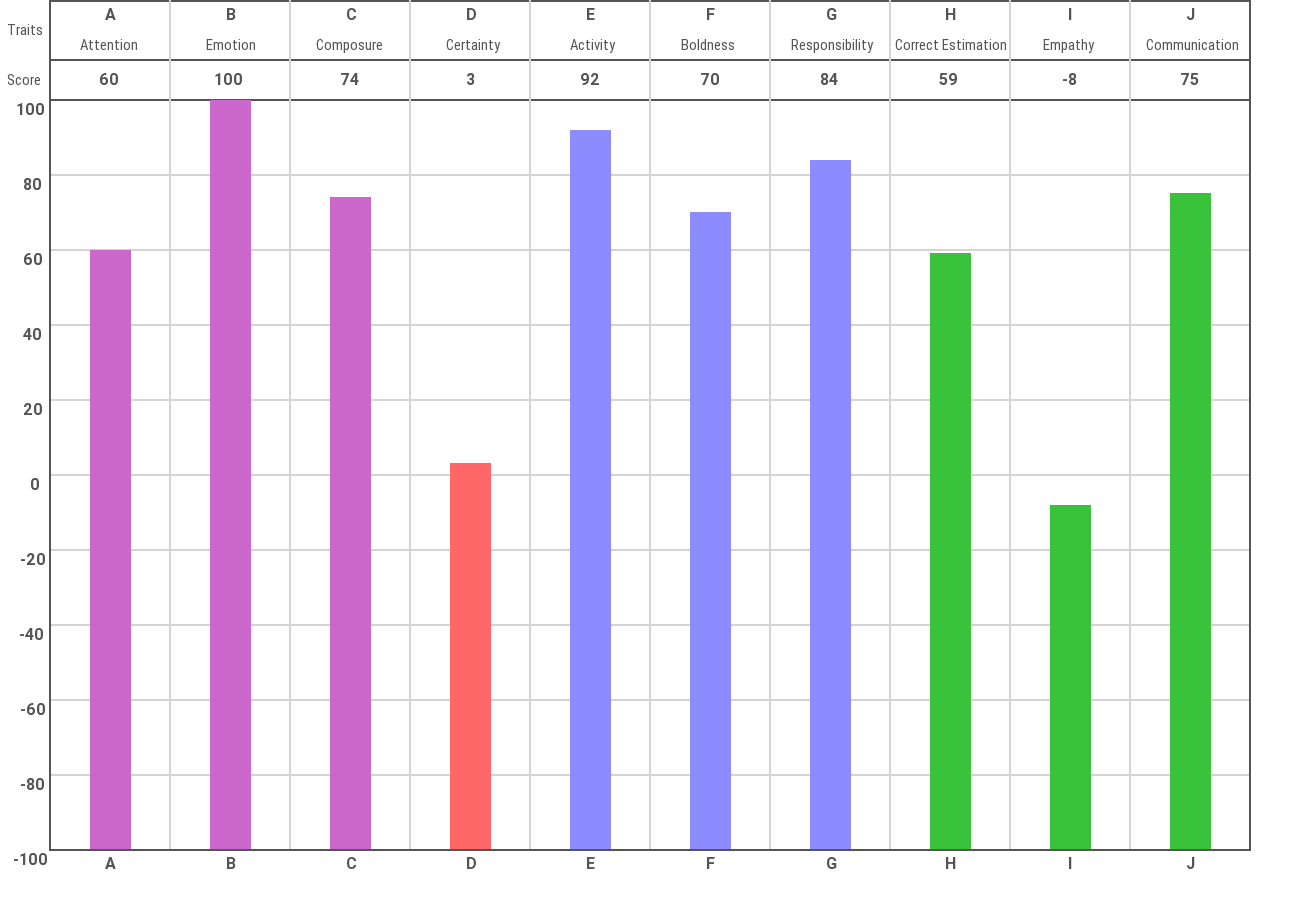 A B C D E F G H I J
Traits Attention Emotion Composure Certainty Activity Boldness Responsibility Correct Estimation Empathy Communication
Score 60 100 74 3 92 70 84 59 -8 75
100
80
60
40
20
0
-20
-40
-60
-80
-100
A B C D E F G H I J